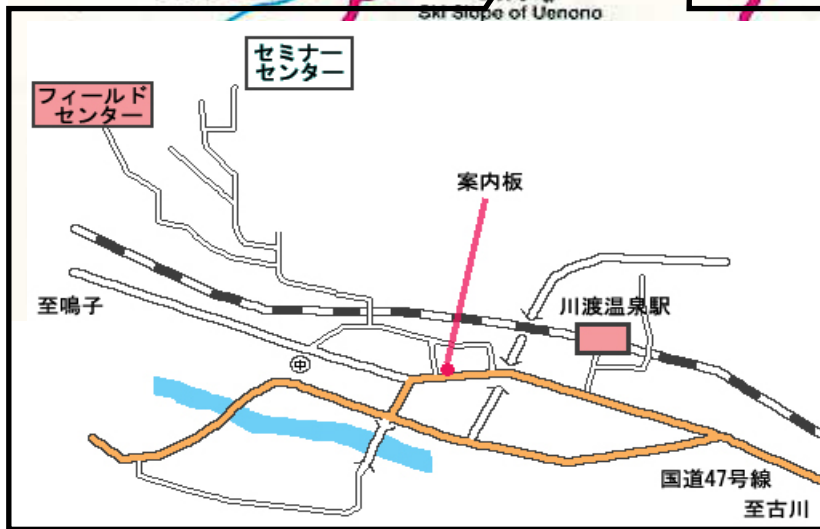 Ski Slope of Uenono
セミナー
センター
フィールド
センター
案内板
至鳴子
川渡温泉駅
中
国道47号線
至古川